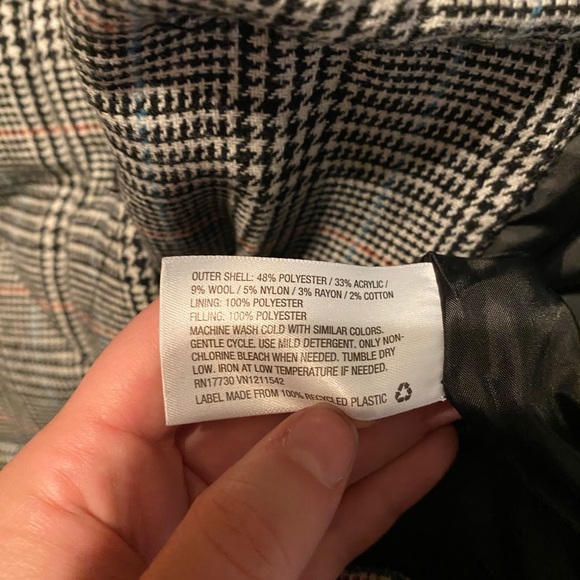 OUTER SHELL: 48% POLYESTER / 33% ACRYLIC /
9% WOOL / 5% NYLON / 3% RAYON / 2% COTTON
LINING: 100% POLYESTER
FILLING: 100% POLYESTER
MACHINE WASH COLD WITH SIMILAR COLORS.
GENTLE CYCLE. USE MILD DETERGENT. ONLY NON-
CHLORINE BLEACH WHEN NEEDED. TUMBLE DRY
LOW. IRON AT LOW TEMPERATURE IF NEEDED.
RN17730 VN1211542
LABEL MADE FROM 100% RECYCLED PLASTIC